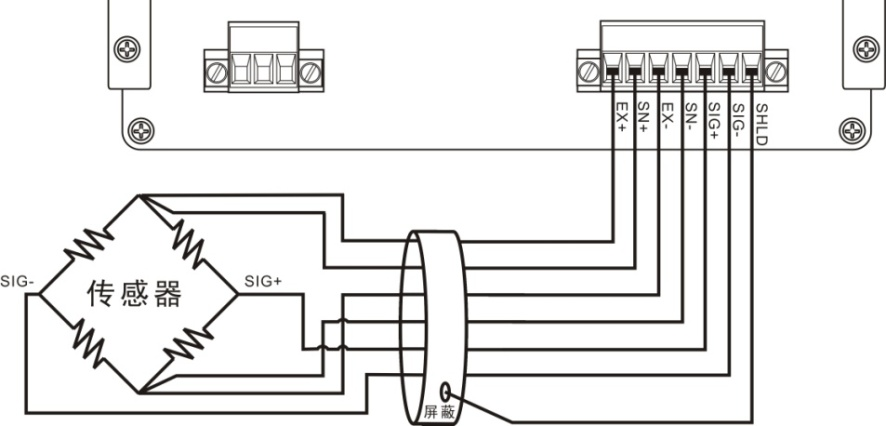 EX+
SN+
EX-
SN-
SIG+
SIG-
SHLD
SIG-
传感器
SIG+
屏蔽